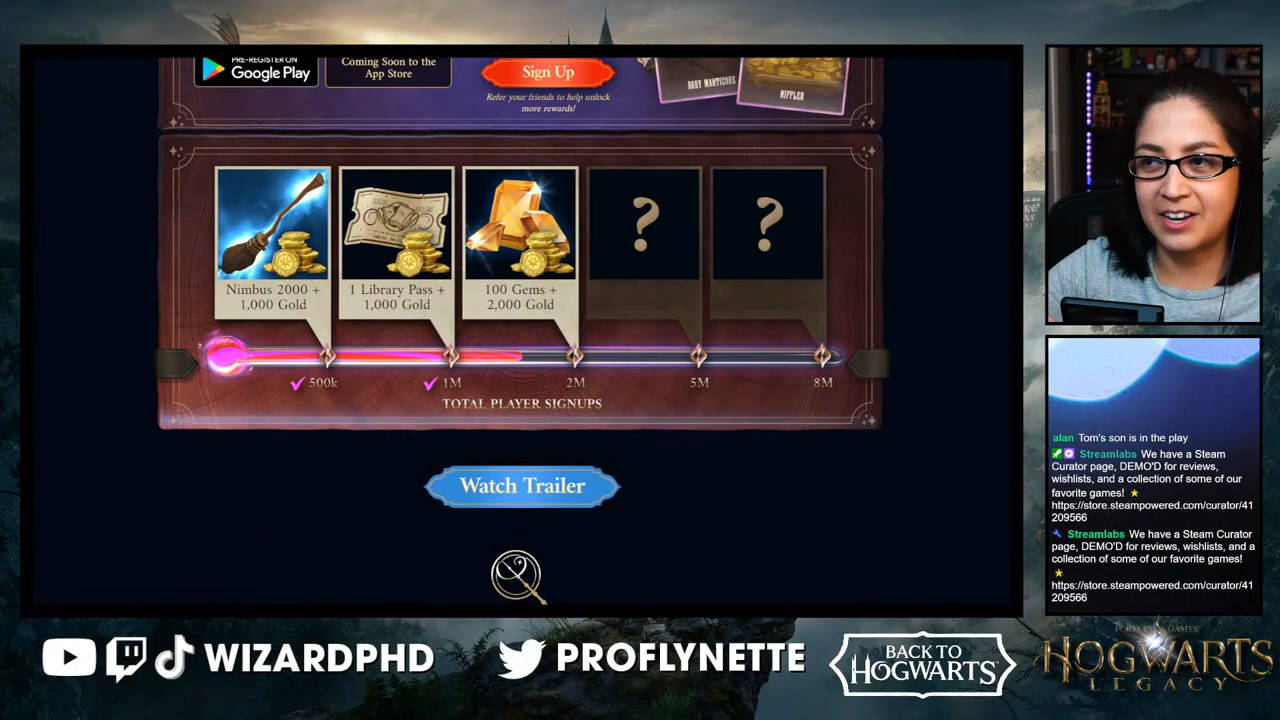 PRE-REGISTER ON
Google Play
Coming Soon to the
App Store
Sign Up
Refer your friends to help unlock
more rewards!
BABY MANTICORE
NIFFLER
Nimbus 2000 +
1,000 Gold
1 Library Pass +
1,000 Gold
100 Gems +
2,000 Gold
?
?
500k
1M
2M
5M
8M
TOTAL PLAYER SIGNUPS
Watch Trailer
alan Tom's son is in the play
Streamlabs We have a Steam
Curator page, DEMO'D for reviews,
wishlists, and a collection of some of our
favorite games!
https://store.steampowered.com/curator/41
209566
Streamlabs We have a Steam Curator
page, DEMO'D for reviews, wishlists, and a
collection of some of our favorite games!
https://store.steampowered.com/curator/41
209566
WIZARDPHD
PROFLYNETTE
BACK TO
HOGWARTS
PORTKEY GAMES
HOGWARTS
LEGACY